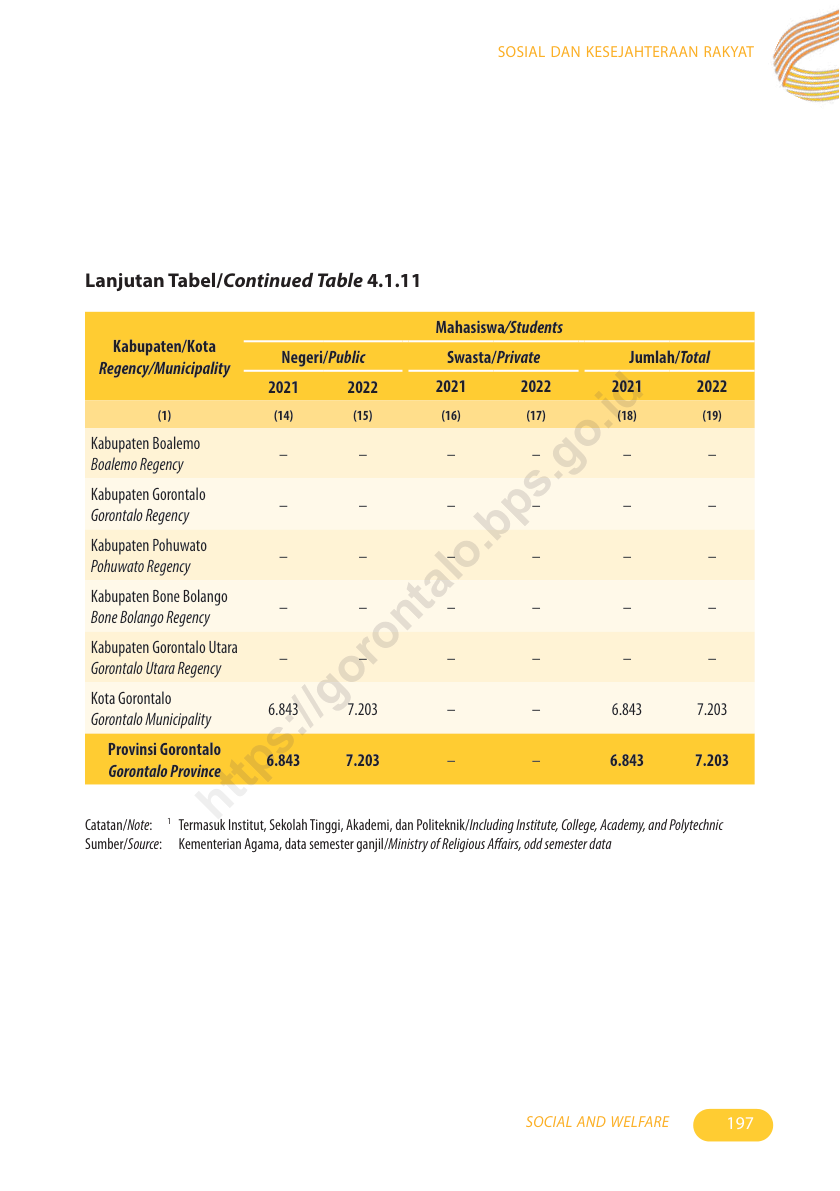 SOSIAL DAN KESEJAHTERAAN RAKYAT
Lanjutan Tabel/Continued Table 4.1.11
Kabupaten/Kota
Regency/Municipality
Mahasiswa/Students
Negeri/Public Swasta/Private Jumlah/Total
2021 2022 2021 2022 2021 2022
(1) (14) (15) (16) (17) (18) (19)
Kabupaten Boalemo
Boalemo Regency
– – – – – –
Kabupaten Gorontalo
Gorontalo Regency
– – – – – –
Kabupaten Pohuwato
Pohuwato Regency
– – – – – –
Kabupaten Bone Bolango
Bone Bolango Regency
– – – – – –
Kabupaten Gorontalo Utara
Gorontalo Utara Regency
– – – – – –
Kota Gorontalo
Gorontalo Municipality
6.843 7.203 – – 6.843 7.203
Provinsi Gorontalo
Gorontalo Province
6.843 7.203 – – 6.843 7.203
Catatan/Note: 1 Termasuk Institut, Sekolah Tinggi, Akademi, dan Politeknik/Including Institute, College, Academy, and Polytechnic
Sumber/Source: Kementerian Agama, data semester ganjil/Ministry of Religious Affairs, odd semester data
https://gorontalo.bps.go.id
SOCIAL AND WELFARE 197